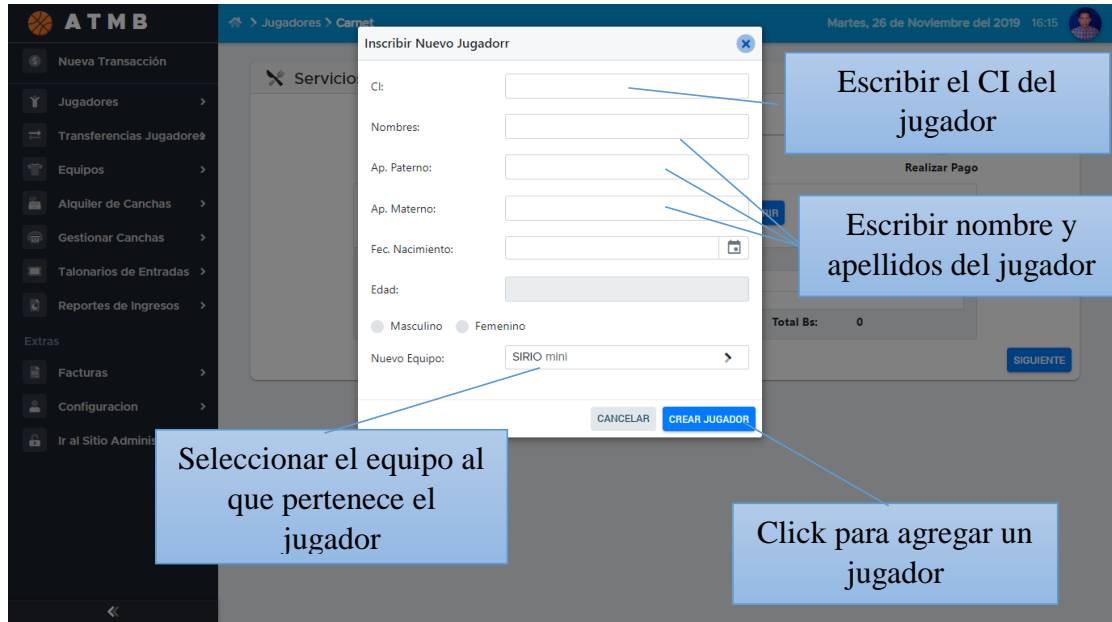 ATMB
Jugadores > Carnet
Martes, 26 de Noviembre del 2019 16:15
Nueva Transacción
Jugadores
Transferencias Jugadores
Equipos
Alquiler de Canchas
Gestionar Canchas
Talonarios de Entradas
Reportes de Ingresos
Extras
Facturas
Configuracion
Ir al Sitio
Servicio
Inscribir Nuevo Jugadorr
CI:
Nombres:
Ap. Paterno:
Ap. Materno:
Fec. Nacimiento:
Edad:
Masculino Femenino
Nuevo Equipo: SIRIO mini
CANCELAR CREAR JUGADOR
Realizar Pago
Total Bs: 0
SIGUIENTE
Escribir el CI del
jugador
Escribir nombre y
apellidos del jugador
Seleccionar el equipo al
que pertenece el
jugador
Click para agregar un
jugador